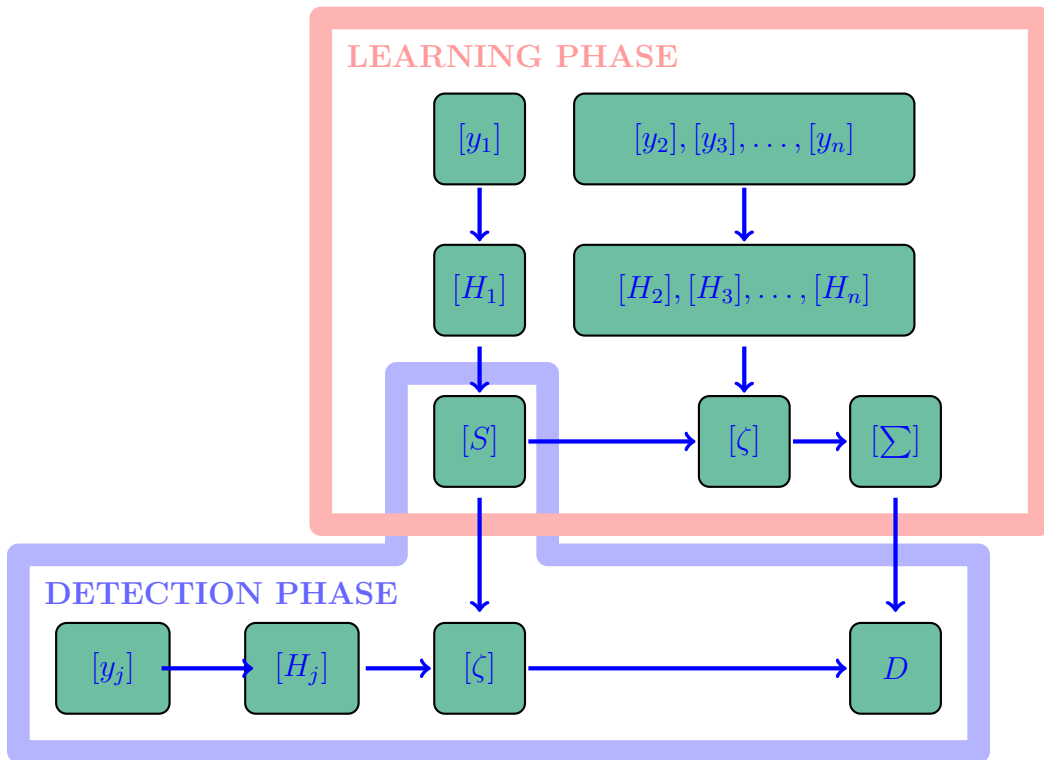 LEARNING PHASE
[y₁]
[y₂], [y₃], . . . , [yₙ]
[H₁]
[H₂], [H₃], . . . , [Hₙ]
[S]
[ζ]
[∑]
DETECTION PHASE
[yⱼ]
[Hⱼ]
[ζ]
D